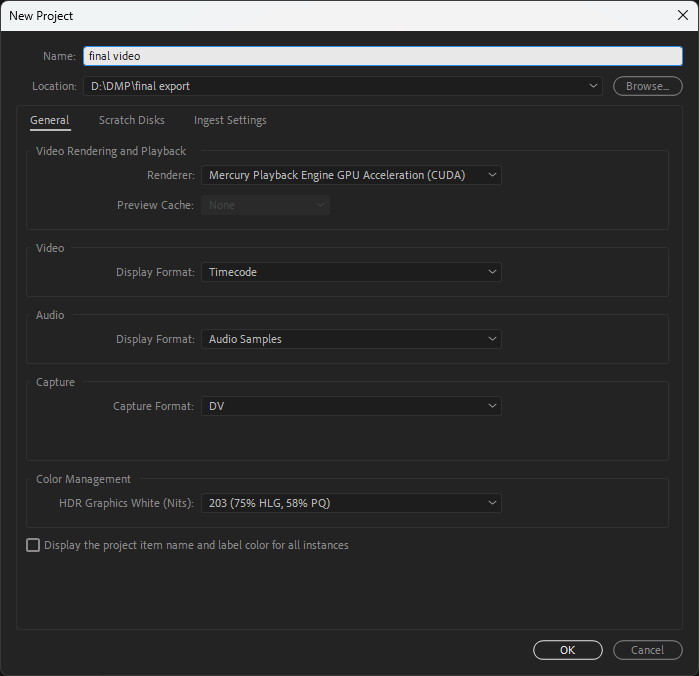 New Project
Name: final video
Location: D:\DMP\final export Browse...
General Scratch Disks Ingest Settings
Video Rendering and Playback
Renderer: Mercury Playback Engine GPU Acceleration (CUDA)
Preview Cache: None
Video
Display Format: Timecode
Audio
Display Format: Audio Samples
Capture
Capture Format: DV
Color Management
HDR Graphics White (Nits): 203 (75% HLG, 58% PQ)
Display the project item name and label color for all instances
OK Cancel